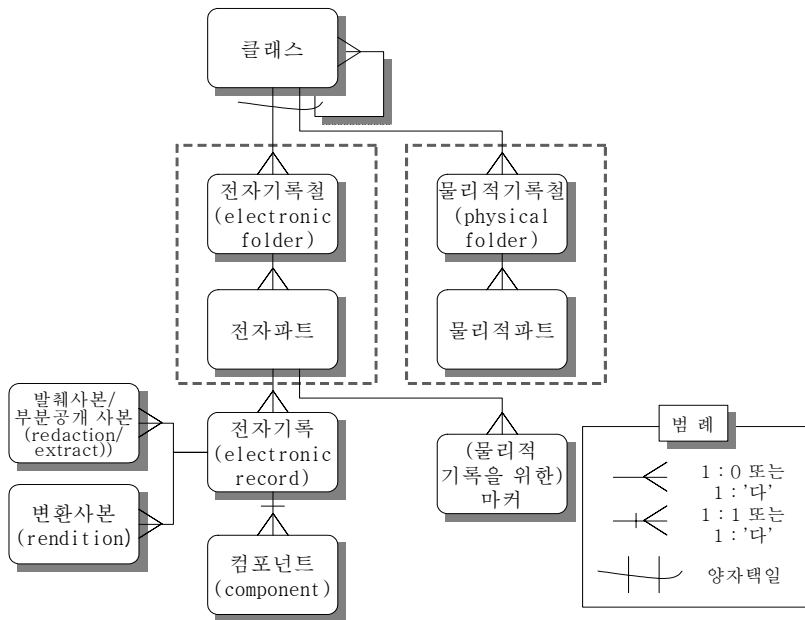 클래스
전자기록철
(electronic
folder)
물리적기록철
(physical
folder)
전자파트
물리적파트
발췌사본/
부분공개 사본
(redaction/
extract))
전자기록
(electronic
record)
(물리적
기록을 위한)
마커
변환사본
(rendition)
컴포넌트
(component)
범 례
1 : 0 또는
1 : '다'
1 : 1 또는
1 : '다'
양자택일